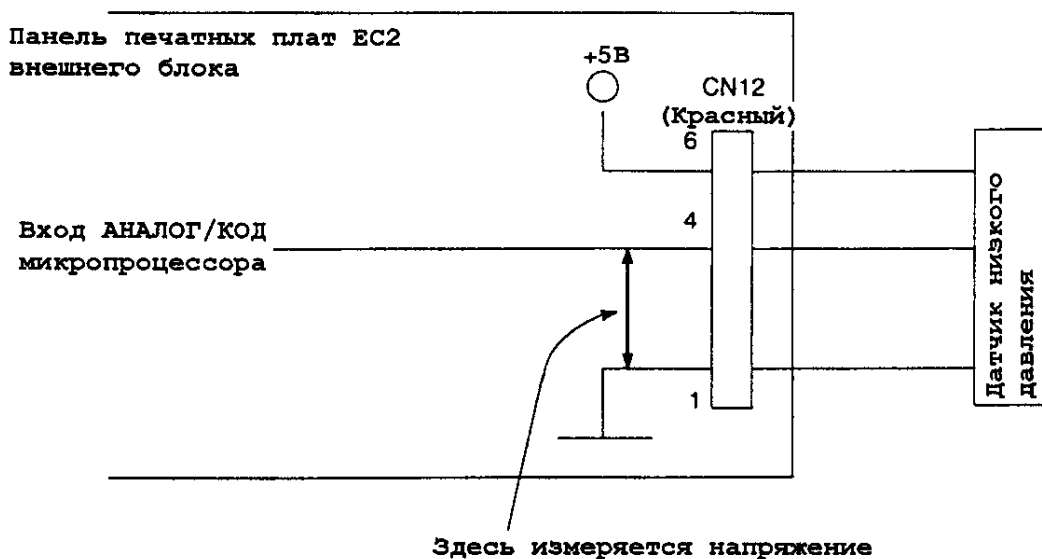 Панель печатных плат EC2
внешнего блока
+5В
CN12
(Красный)
6
Вход АНАЛОГ/КОД
микропроцессора
4
1
Датчик низкого
давления
Здесь измеряется напряжение